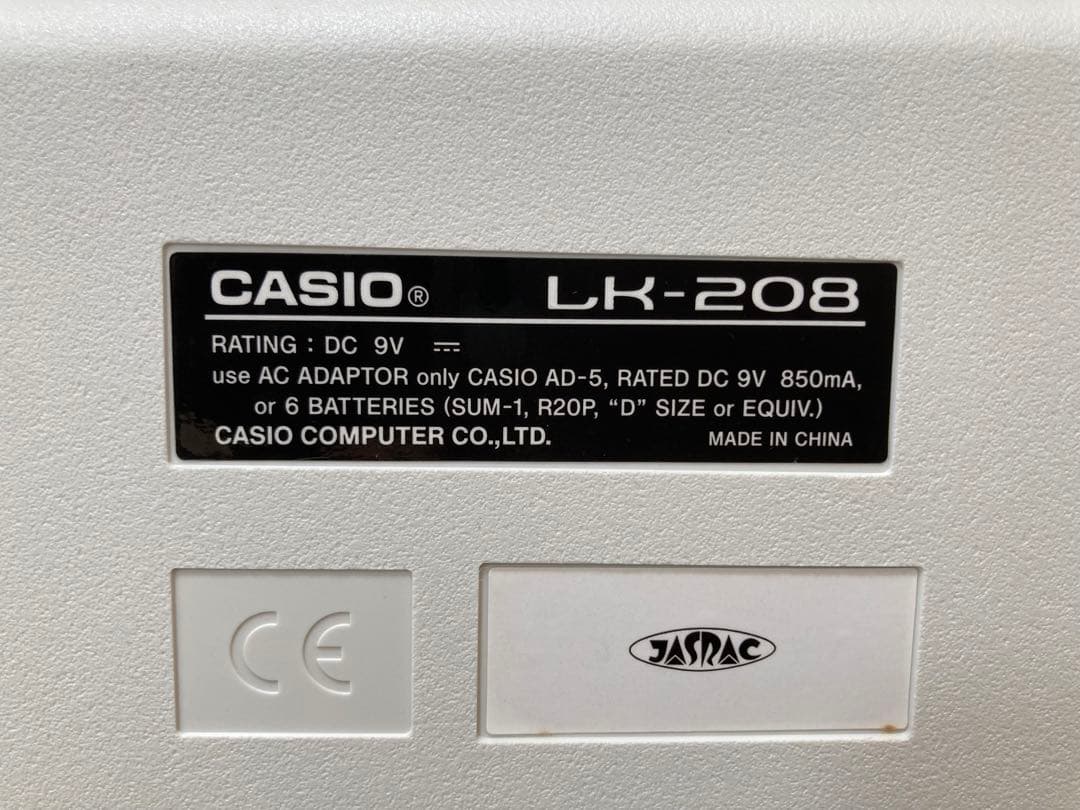 CASIO® LK-208
RATING : DC 9V ⎓
use AC ADAPTOR only CASIO AD-5, RATED DC 9V 850mA,
or 6 BATTERIES (SUM-1, R20P, “D” SIZE or EQUIV.)
CASIO COMPUTER CO.,LTD. MADE IN CHINA
CE JASRAC